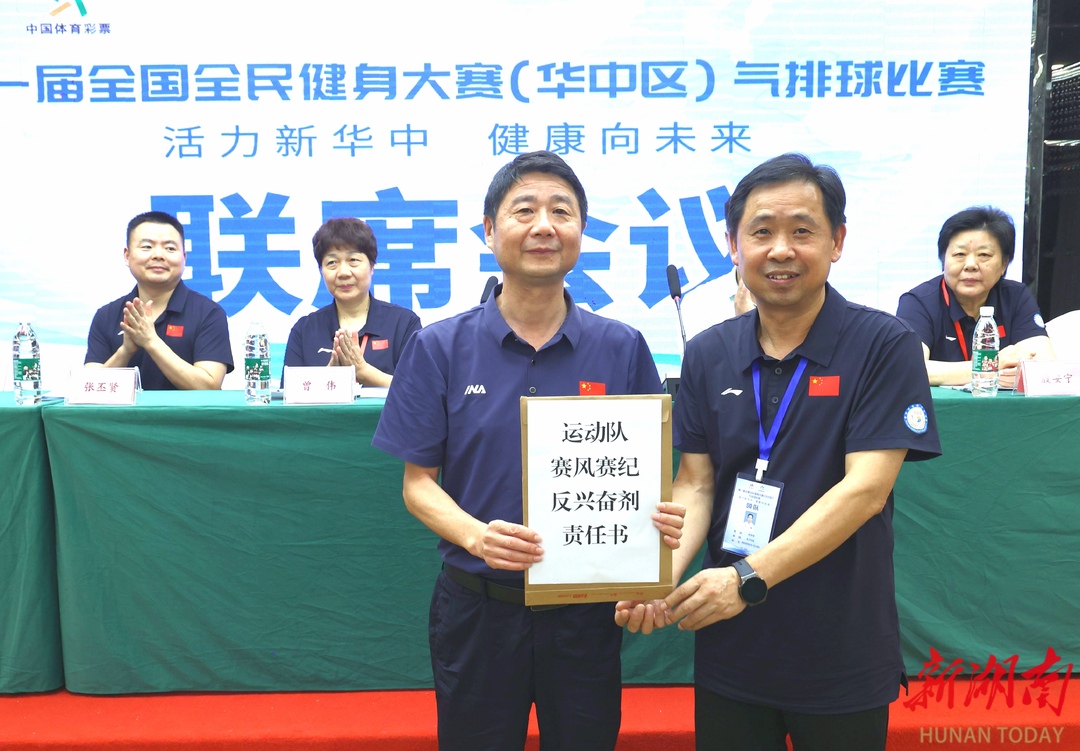 中国体育彩票
一届全国全民健身大赛(华中区)气排球比赛
活力新华中 健康向未来
联席会议
张玉贤
曾 伟
安宁
运动队
赛风赛纪
反兴奋剂
责任书
新湖南
HUNAN TODAY